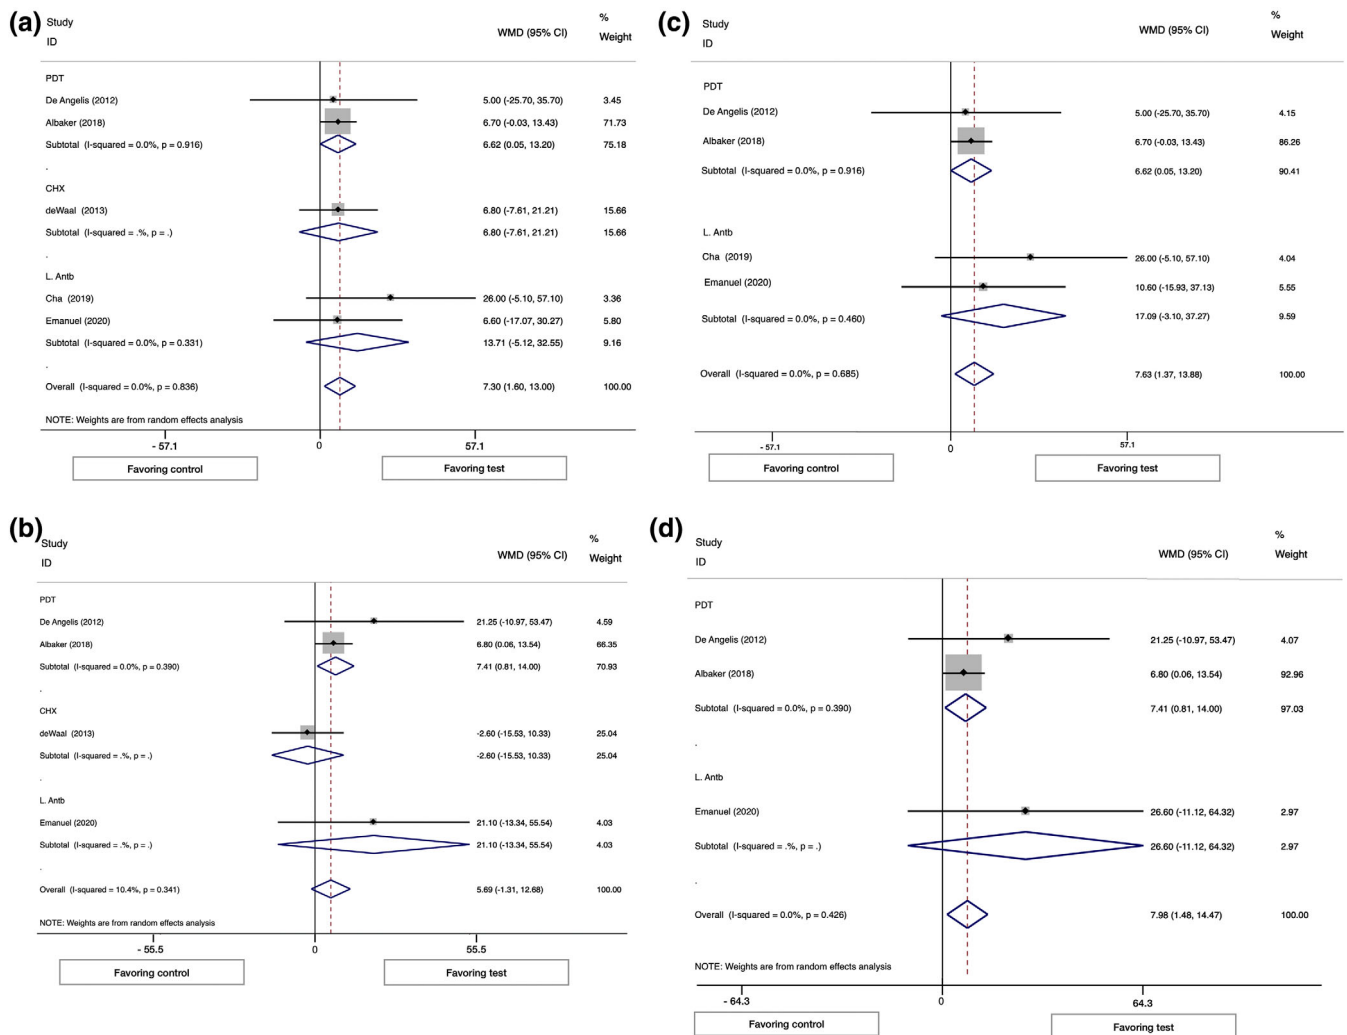 (a)
Study
ID
WMD (95% CI)
%
Weight
PDT
De Angelis (2012) 5.00 (-25.70, 35.70) 3.45
Albaker (2018) 6.70 (-0.03, 13.43) 71.73
Subtotal (I-squared = 0.0%, p = 0.916) 6.62 (0.05, 13.20) 75.18
.
CHX
deWaal (2013) 6.80 (-7.61, 21.21) 15.66
Subtotal (I-squared = .%, p = .) 6.80 (-7.61, 21.21) 15.66
.
L. Antb
Cha (2019) 26.00 (-5.10, 57.10) 3.36
Emanuel (2020) 6.60 (-17.07, 30.27) 5.80
Subtotal (I-squared = 0.0%, p = 0.331) 13.71 (-5.12, 32.55) 9.16
.
Overall (I-squared = 0.0%, p = 0.836) 7.30 (1.60, 13.00) 100.00
NOTE: Weights are from random effects analysis
- 57.1 0 57.1
Favoring control Favoring test
(c)
Study
ID
WMD (95% CI)
%
Weight
PDT
De Angelis (2012) 5.00 (-25.70, 35.70) 4.15
Albaker (2018) 6.70 (-0.03, 13.43) 86.26
Subtotal (I-squared = 0.0%, p = 0.916) 6.62 (0.05, 13.20) 90.41
.
L. Antb
Cha (2019) 26.00 (-5.10, 57.10) 4.04
Emanuel (2020) 10.60 (-15.93, 37.13) 5.55
Subtotal (I-squared = 0.0%, p = 0.460) 17.09 (-3.10, 37.27) 9.59
Overall (I-squared = 0.0%, p = 0.685) 7.63 (1.37, 13.88) 100.00
- 57.1 0 57.1
Favoring control Favoring test
(b)
Study
ID
WMD (95% CI)
%
Weight
PDT
De Angelis (2012) 21.25 (-10.97, 53.47) 4.59
Albaker (2018) 6.80 (0.06, 13.54) 66.35
Subtotal (I-squared = 0.0%, p = 0.390) 7.41 (0.81, 14.00) 70.93
.
CHX
deWaal (2013) -2.60 (-15.53, 10.33) 25.04
Subtotal (I-squared = .%, p = .) -2.60 (-15.53, 10.33) 25.04
.
L. Antb
Emanuel (2020) 21.10 (-13.34, 55.54) 4.03
Subtotal (I-squared = .%, p = .) 21.10 (-13.34, 55.54) 4.03
.
Overall (I-squared = 10.4%, p = 0.341) 5.69 (-1.31, 12.68) 100.00
NOTE: Weights are from random effects analysis
- 55.5 0 55.5
Favoring control Favoring test
(d)
Study
ID
WMD (95% CI)
%
Weight
PDT
De Angelis (2012) 21.25 (-10.97, 53.47) 4.07
Albaker (2018) 6.80 (0.06, 13.54) 92.96
Subtotal (I-squared = 0.0%, p = 0.390) 7.41 (0.81, 14.00) 97.03
.
L. Antb
Emanuel (2020) 26.60 (-11.12, 64.32) 2.97
Subtotal (I-squared = .%, p = .) 26.60 (-11.12, 64.32) 2.97
.
Overall (I-squared = 0.0%, p = 0.426) 7.98 (1.48, 14.47) 100.00
NOTE: Weights are from random effects analysis
- 64.3 0 64.3
Favoring control Favoring test